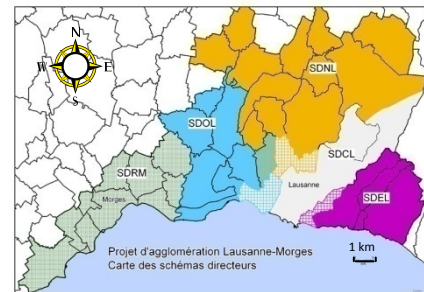 N
W E
S
SDNL
SDOL
SDCL
SDRM
Lausanne
SDEL
Morges
1 km
Projet d'agglomération Lausanne-Morges
Carte des schémas directeurs